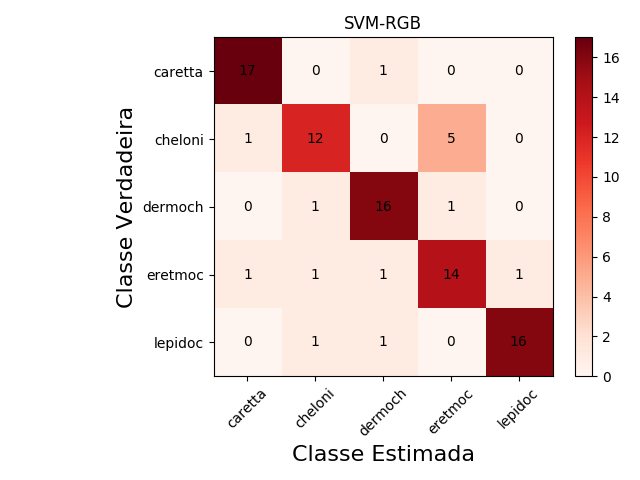 SVM-RGB
Classe Verdadeira
caretta 17 0 1 0 0
cheloni 1 12 0 5 0
dermoch 0 1 16 1 0
eretmoc 1 1 1 14 1
lepidoc 0 1 1 0 16
caretta cheloni dermoch eretmoc lepidoc
Classe Estimada
16
14
12
10
8
6
4
2
0